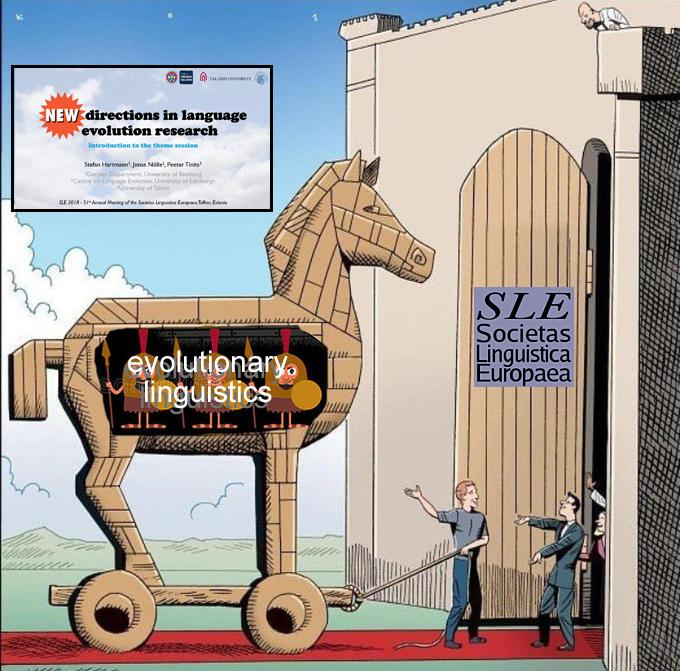 TALLINN UNIVERSITY
NEW directions in language
evolution research
Introduction to the theme session
Stefan Hartmann¹, Jonas Nölle², Peeter Tinits³
¹German Department, University of Bamberg
²Centre for Language Evolution, University of Edinburgh
³University of Tallinn
SLE 2018 - 51ˢᵗ Annual Meeting of the Societas Linguistica Europaea, Tallinn, Estonia
evolutionary
linguistics
SLE
Societas
Linguistica
Europaea